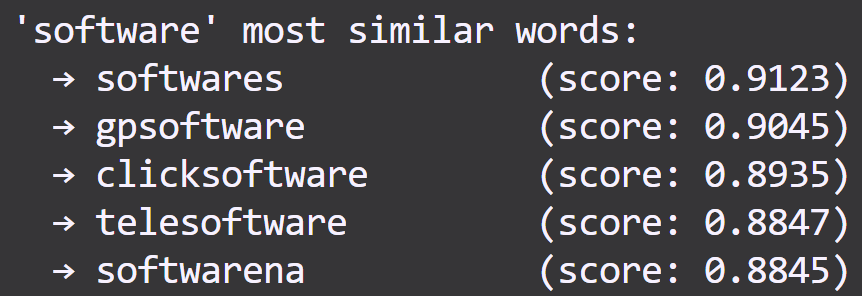 'software' most similar words:
→ softwares (score: 0.9123)
→ gpsoftware (score: 0.9045)
→ clicksoftware (score: 0.8935)
→ telesoftware (score: 0.8847)
→ softwarena (score: 0.8845)